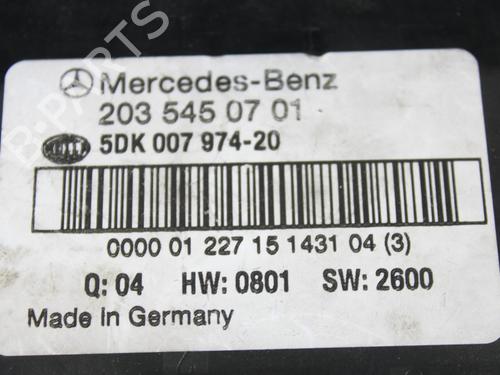 Mercedes-Benz
203 545 07 01
5DK 007 974-20
0000 01 227 15 1431 04 (3)
Q: 04 HW: 0801 SW: 2600
Made In Germany
B-PARTS